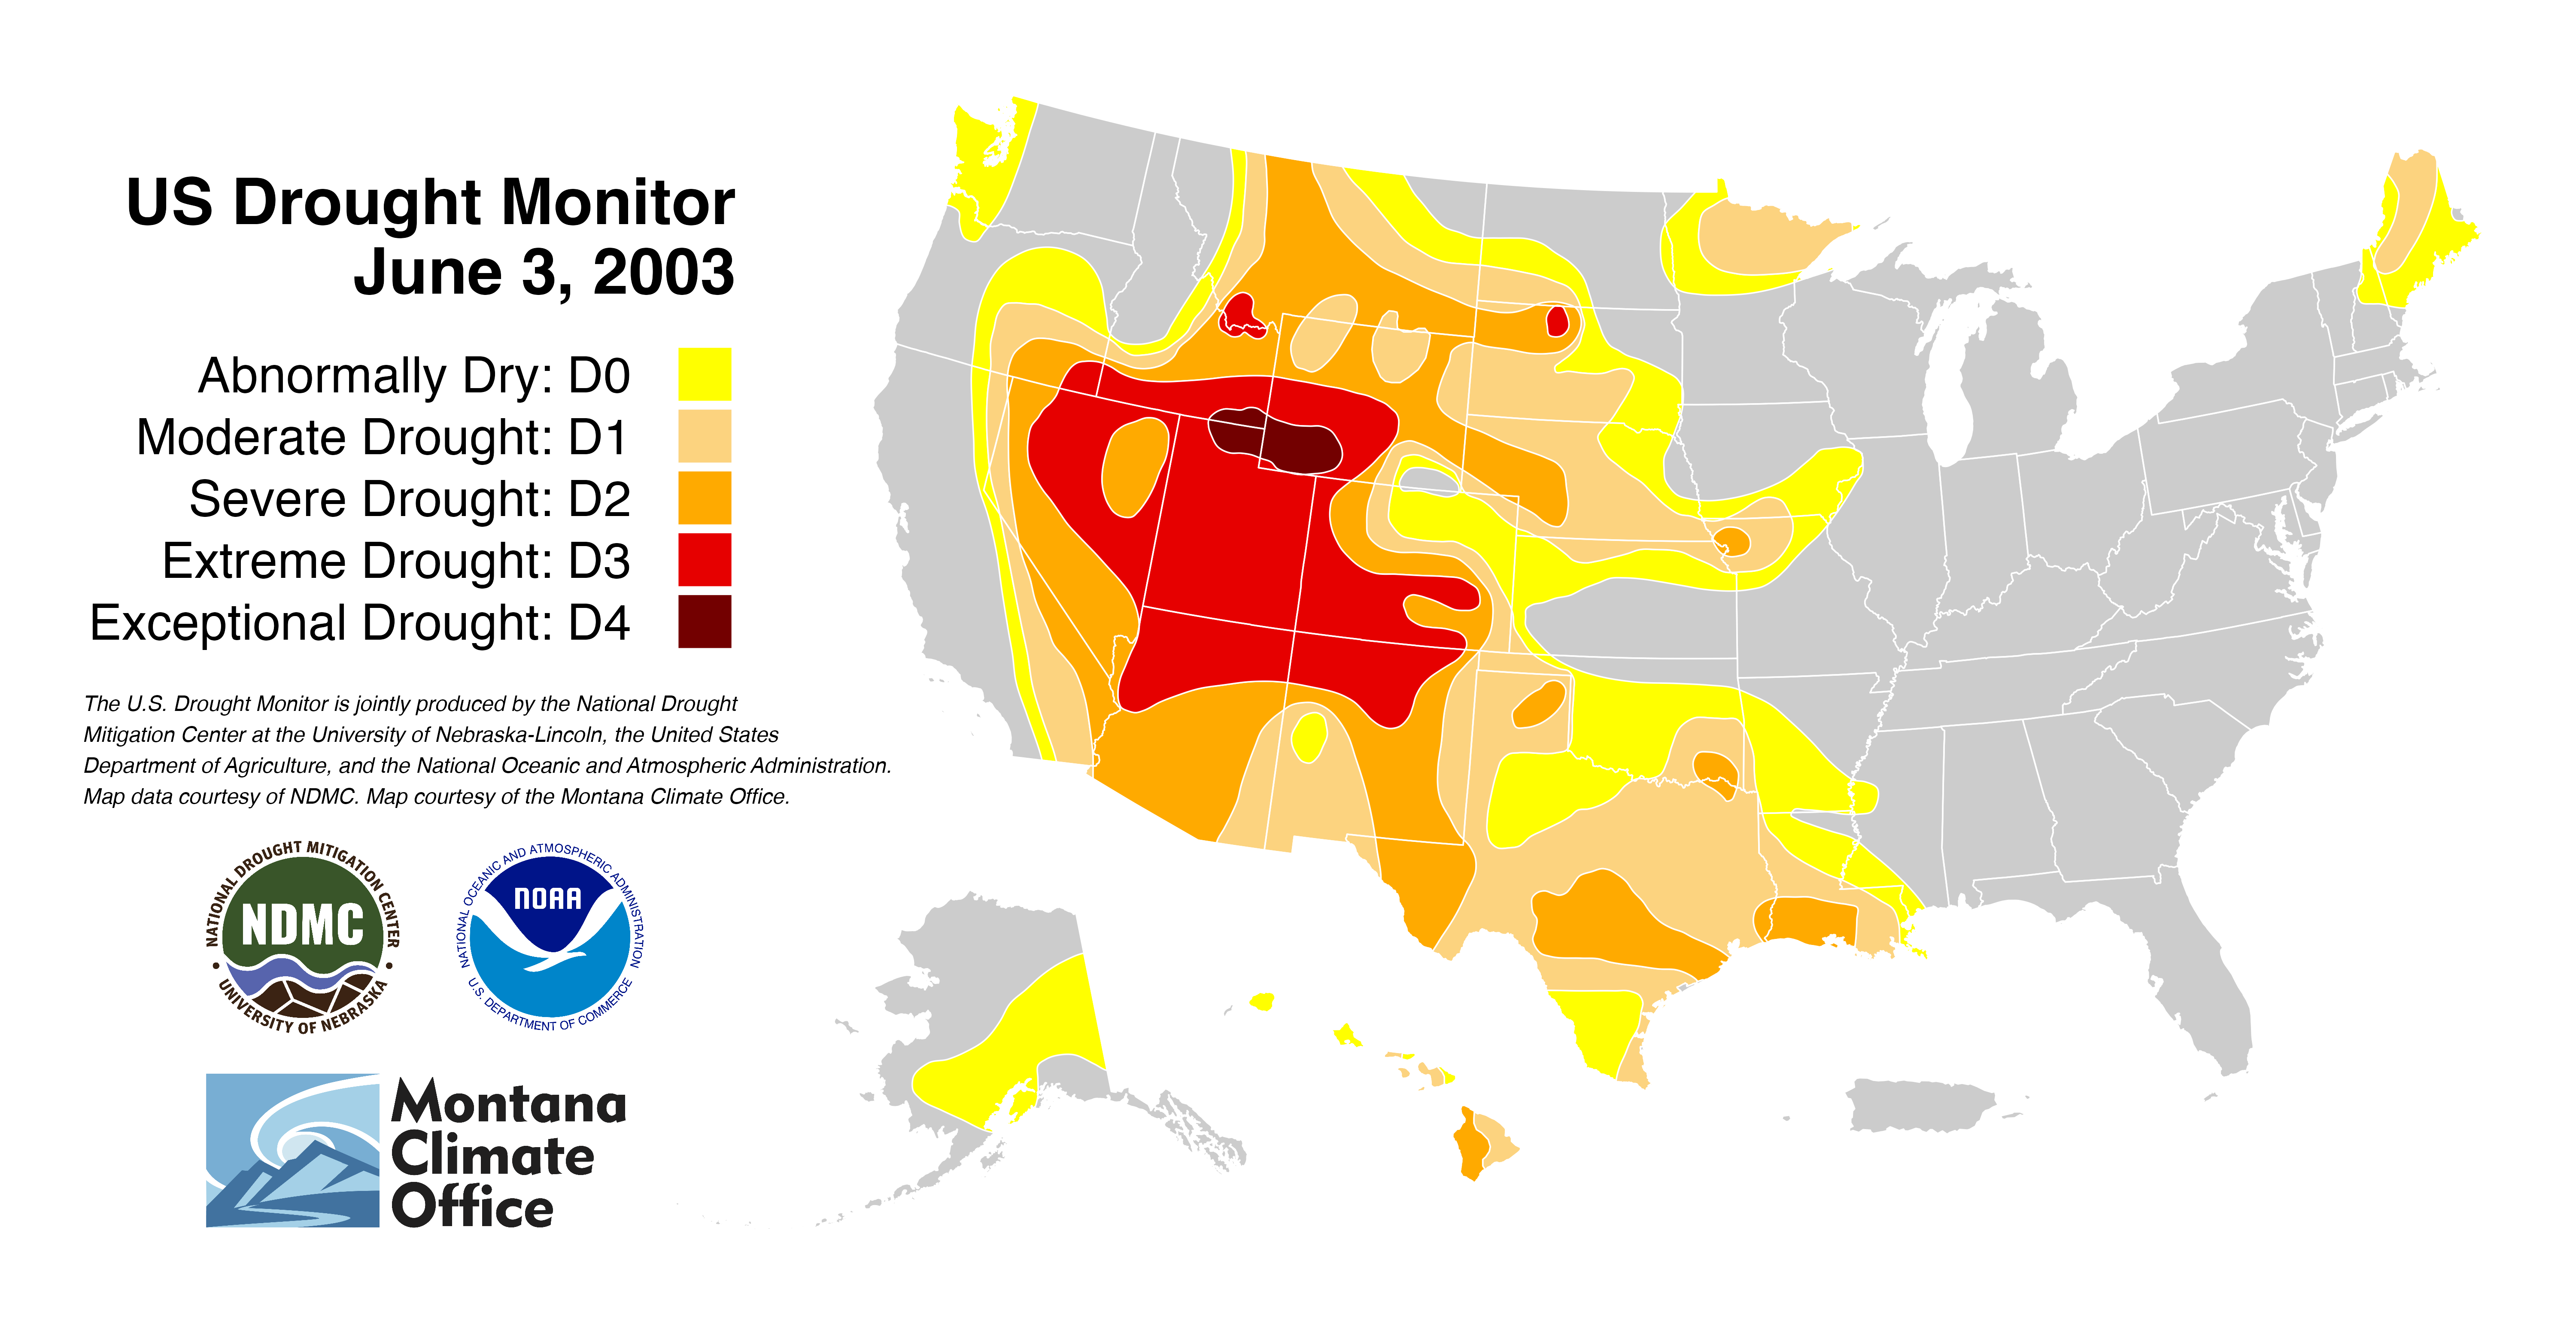 US Drought Monitor
June 3, 2003
Abnormally Dry: D0
Moderate Drought: D1
Severe Drought: D2
Extreme Drought: D3
Exceptional Drought: D4
The U.S. Drought Monitor is jointly produced by the National Drought
Mitigation Center at the University of Nebraska-Lincoln, the United States
Department of Agriculture, and the National Oceanic and Atmospheric Administration.
Map data courtesy of NDMC. Map courtesy of the Montana Climate Office.
NATIONAL DROUGHT MITIGATION CENTER
NDMC
UNIVERSITY OF NEBRASKA
NATIONAL OCEANIC AND ATMOSPHERIC ADMINISTRATION
NOAA
U.S. DEPARTMENT OF COMMERCE
Montana
Climate
Office